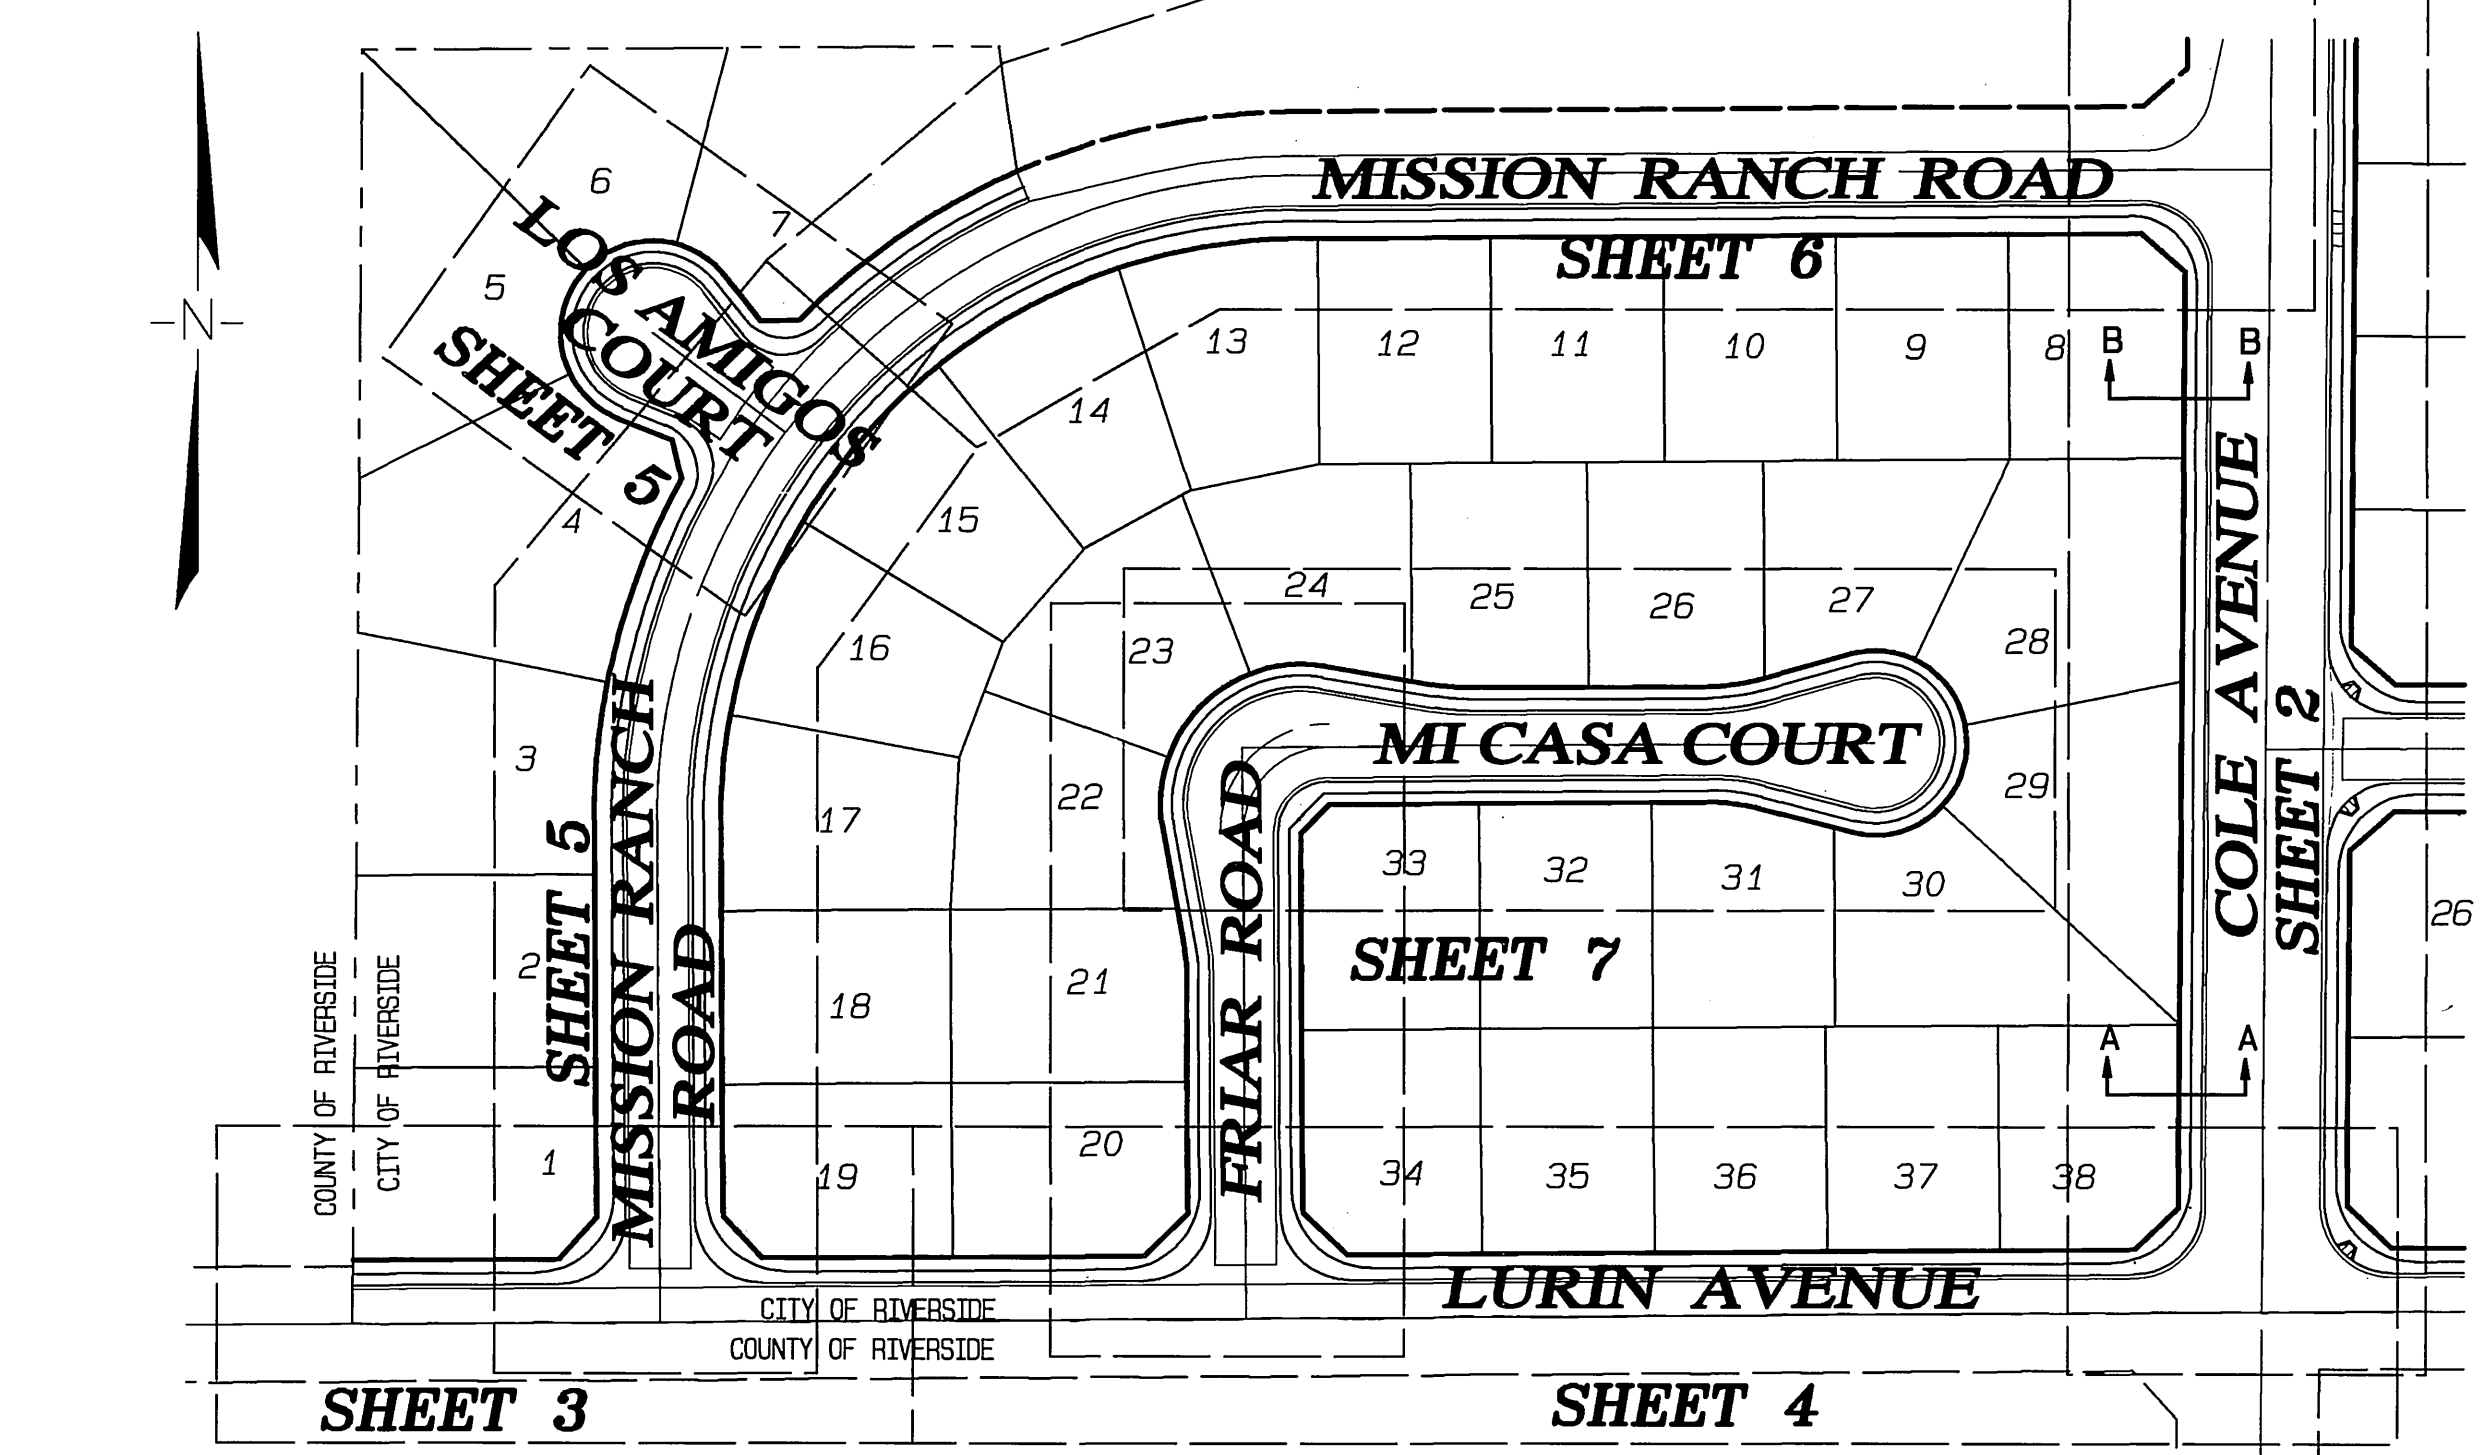 MISSION RANCH ROAD
6
LOS AMIGOS
COURT
7
SHEET 6
5
SHEET 5
-N-
13
12
11
10
9
8
B
B
14
4
15
COLE AVENUE
SHEET 2
24
25
26
27
28
16
23
3
MI CASA COURT
22
29
17
SHEET 5
MISSION RANCH
ROAD
FRIAR ROAD
33
32
31
30
26
2
21
SHEET 7
18
COUNTY OF RIVERSIDE
CITY OF RIVERSIDE
A
A
1
19
20
34
35
36
37
38
LURIN AVENUE
CITY OF RIVERSIDE
COUNTY OF RIVERSIDE
SHEET 3
SHEET 4